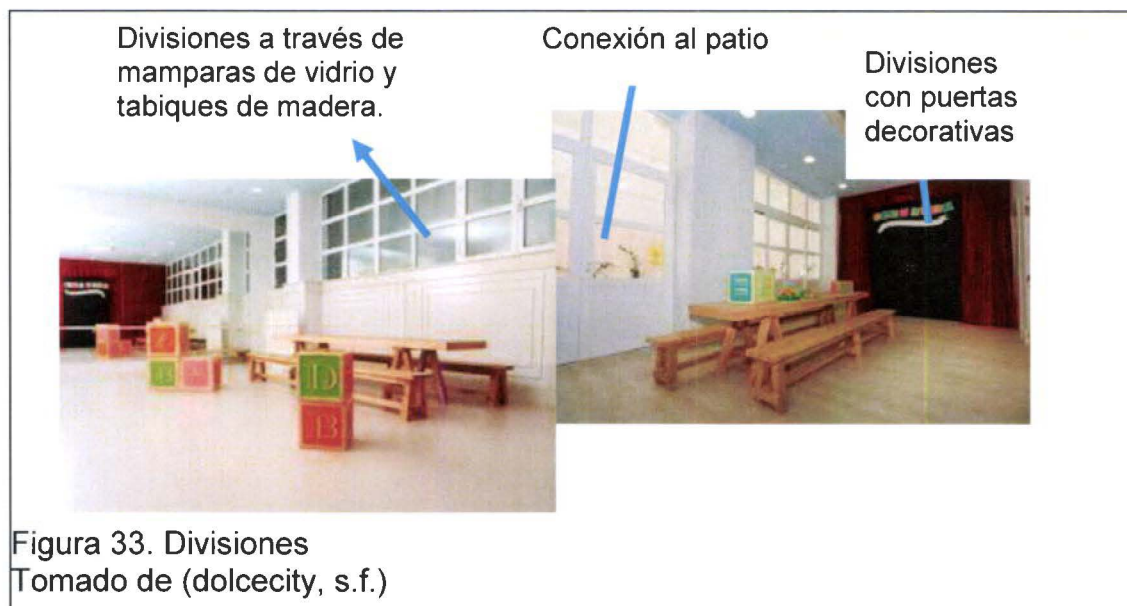 Divisiones a través de
mamparas de vidrio y
tabiques de madera.
Conexión al patio
Divisiones
con puertas
decorativas
D
B
Figura 33. Divisiones
Tomado de (dolcecity, s.f.)